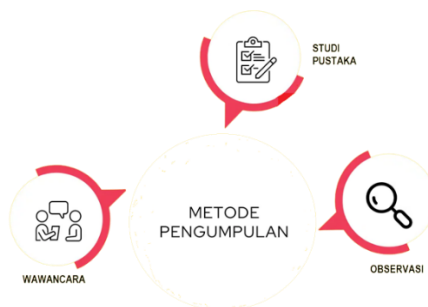 STUDI
PUSTAKA
METODE
PENGUMPULAN
WAWANCARA
OBSERVASI